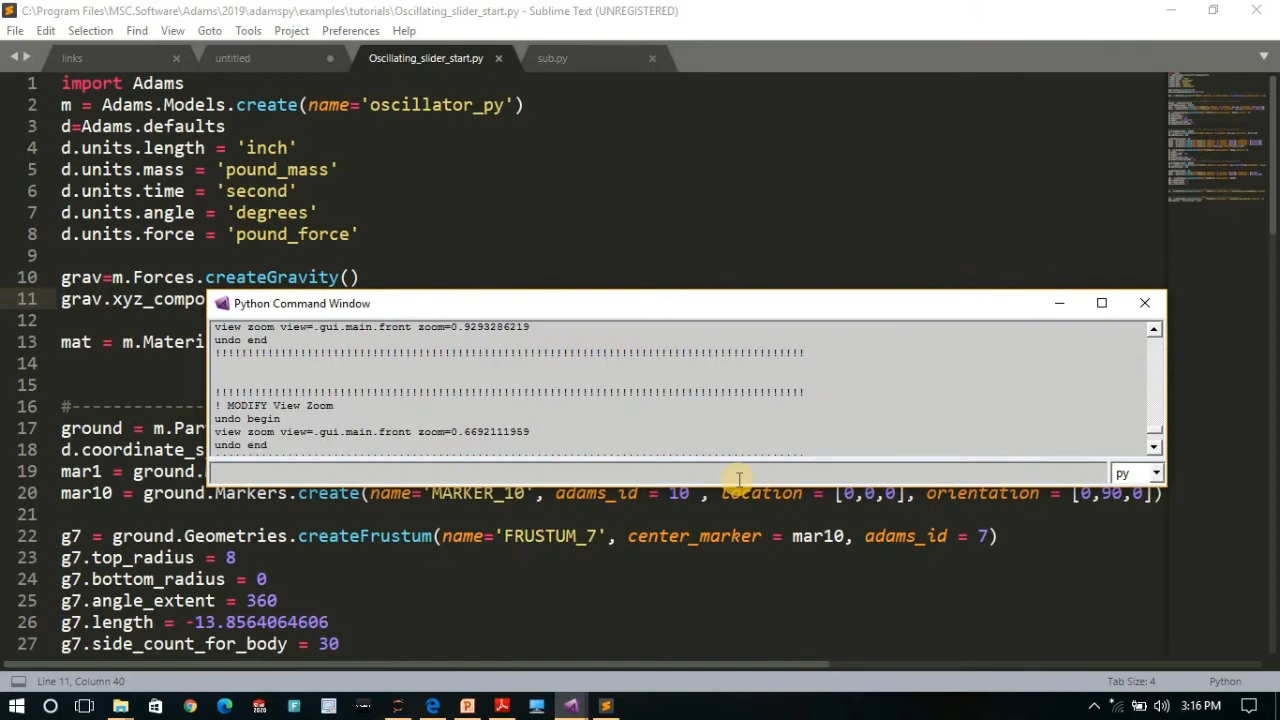 C:\Program Files\MSC.Software\Adams\2019\adamspy\examples\tutorials\Oscillating_slider_start.py - Sublime Text (UNREGISTERED)
File Edit Selection Find View Goto Tools Project Preferences Help
links untitled Oscillating_slider_start.py sub.py
1 import Adams
2 m = Adams.Models.create(name='oscillator_py')
3 d=Adams.defaults
4 d.units.length = 'inch'
5 d.units.mass = 'pound_mass'
6 d.units.time = 'second'
7 d.units.angle = 'degrees'
8 d.units.force = 'pound_force'
9
10 grav=m.Forces.createGravity()
11 grav.xyz_compo
12
13 mat = m.Materi
14
15
16 #--------------
17 ground = m.Par
18 d.coordinate_s
19 mar1 = ground.
Python Command Window
view zoom view=.gui.main.front zoom=0.9293286219
undo end
!!!!!!!!!!!!!!!!!!!!!!!!!!!!!!!!!!!!!!!!!!!!!!!!!!!!!!!!!!!!!!!!!!!!!!!!!!!!!!!!!!!!!!!!!!
!!!!!!!!!!!!!!!!!!!!!!!!!!!!!!!!!!!!!!!!!!!!!!!!!!!!!!!!!!!!!!!!!!!!!!!!!!!!!!!!!!!!!!!!!!
! MODIFY View Zoom
undo begin
view zoom view=.gui.main.front zoom=0.6692111959
undo end
py
20 mar10 = ground.Markers.create(name='MARKER_10', adams_id = 10 , location = [0,0,0], orientation = [0,90,0])
21
22 g7 = ground.Geometries.createFrustum(name='FRUSTUM_7', center_marker = mar10, adams_id = 7)
23 g7.top_radius = 8
24 g7.bottom_radius = 0
25 g7.angle_extent = 360
26 g7.length = -13.8564064606
27 g7.side_count_for_body = 30
Line 11, Column 40 Tab Size: 4 Python
3:16 PM